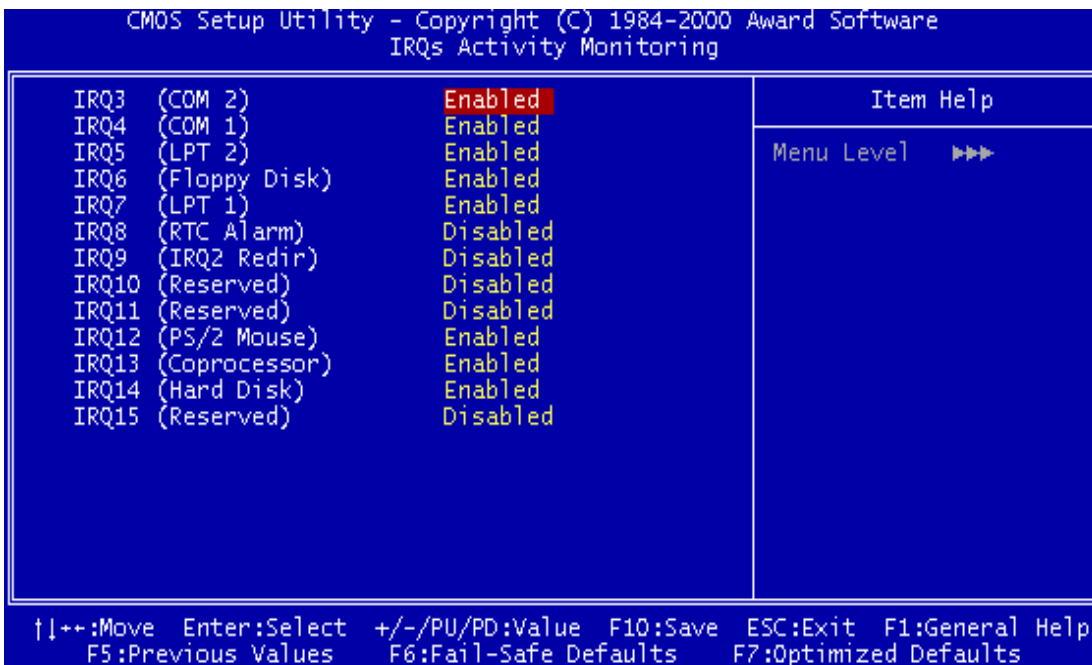 CMOS Setup Utility - Copyright (C) 1984-2000 Award Software
IRQs Activity Monitoring
IRQ3 (COM 2) Enabled
IRQ4 (COM 1) Enabled
IRQ5 (LPT 2) Enabled
IRQ6 (Floppy Disk) Enabled
IRQ7 (LPT 1) Enabled
IRQ8 (RTC Alarm) Disabled
IRQ9 (IRQ2 Redir) Disabled
IRQ10 (Reserved) Disabled
IRQ11 (Reserved) Disabled
IRQ12 (PS/2 Mouse) Enabled
IRQ13 (Coprocessor) Enabled
IRQ14 (Hard Disk) Enabled
IRQ15 (Reserved) Disabled
Item Help
Menu Level ►►►
↑↓←→:Move Enter:Select +/-/PU/PD:Value F10:Save ESC:Exit F1:General Help
F5:Previous Values F6:Fail-Safe Defaults F7:Optimized Defaults